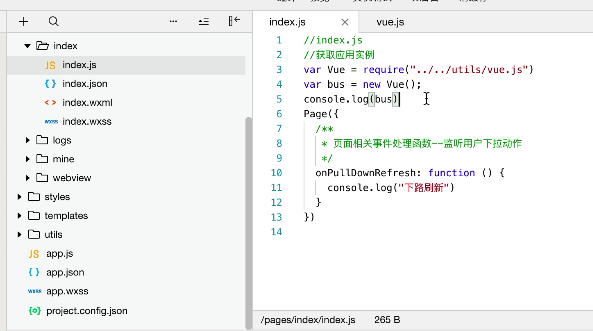 index
JS index.js
{ } index.json
< > index.wxml
wxss index.wxss
logs
mine
webview
styles
templates
utils
JS app.js
{ } app.json
wxss app.wxss
{o} project.config.json
index.js × vue.js
1 //index.js
2 //获取应用实例
3 var Vue = require("../../utils/vue.js")
4 var bus = new Vue();
5 console.log(bus)
6 Page({
7 /**
8 * 页面相关事件处理函数--监听用户下拉动作
9 */
10 onPullDownRefresh: function () {
11 console.log("下路刷新")
12 }
13 })
14
/pages/index/index.js 265 B